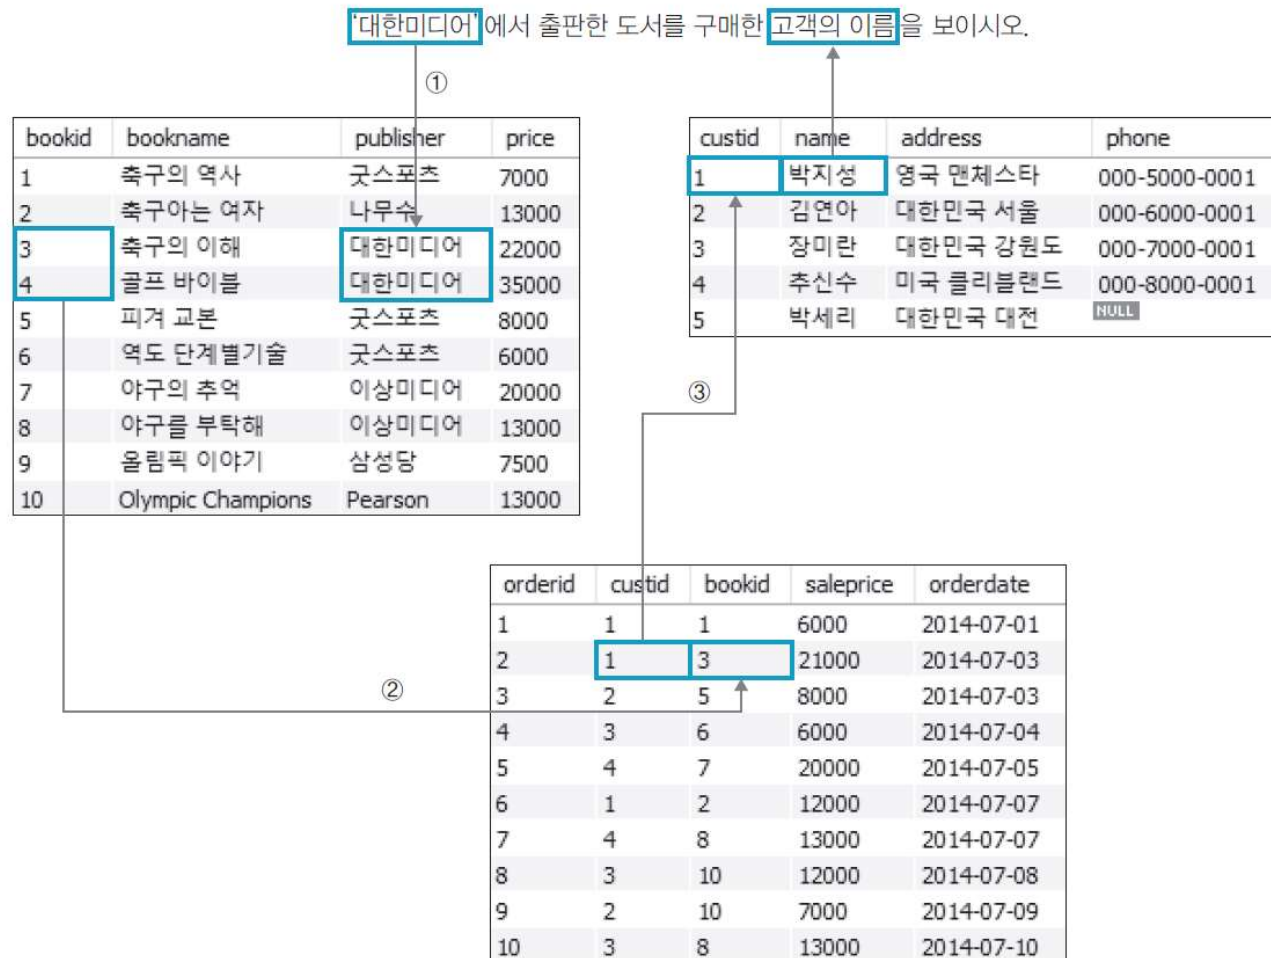 '대한미디어'에서 출판한 도서를 구매한 고객의 이름을 보이시오.
①
bookid bookname publisher price
1 축구의 역사 굿스포츠 7000
2 축구아는 여자 나무수 13000
3 축구의 이해 대한미디어 22000
4 골프 바이블 대한미디어 35000
5 피겨 교본 굿스포츠 8000
6 역도 단계별기술 굿스포츠 6000
7 야구의 추억 이상미디어 20000
8 야구를 부탁해 이상미디어 13000
9 올림픽 이야기 삼성당 7500
10 Olympic Champions Pearson 13000
custid name address phone
1 박지성 영국 맨체스타 000-5000-0001
2 김연아 대한민국 서울 000-6000-0001
3 장미란 대한민국 강원도 000-7000-0001
4 추신수 미국 클리블랜드 000-8000-0001
5 박세리 대한민국 대전 NULL
③
②
orderid custid bookid saleprice orderdate
1 1 1 6000 2014-07-01
2 1 3 21000 2014-07-03
3 2 5 8000 2014-07-03
4 3 6 6000 2014-07-04
5 4 7 20000 2014-07-05
6 1 2 12000 2014-07-07
7 4 8 13000 2014-07-07
8 3 10 12000 2014-07-08
9 2 10 7000 2014-07-09
10 3 8 13000 2014-07-10